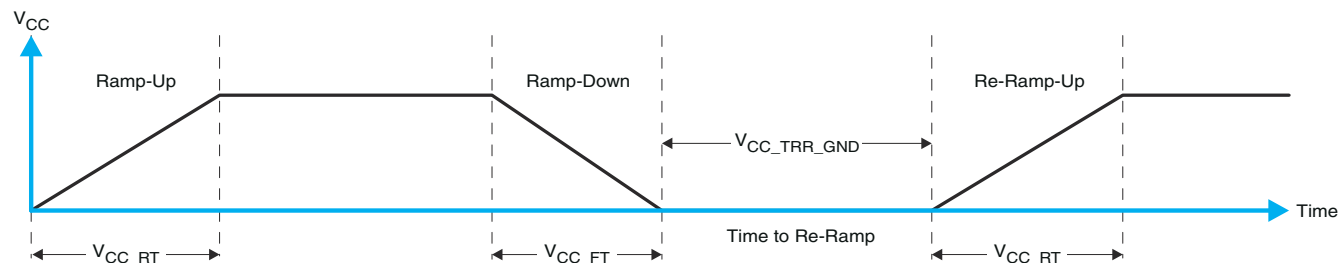 VCC
Ramp-Up
Ramp-Down
Re-Ramp-Up
VCC_TRR_GND
Time
Time to Re-Ramp
VCC_RT
VCC_FT
VCC_RT